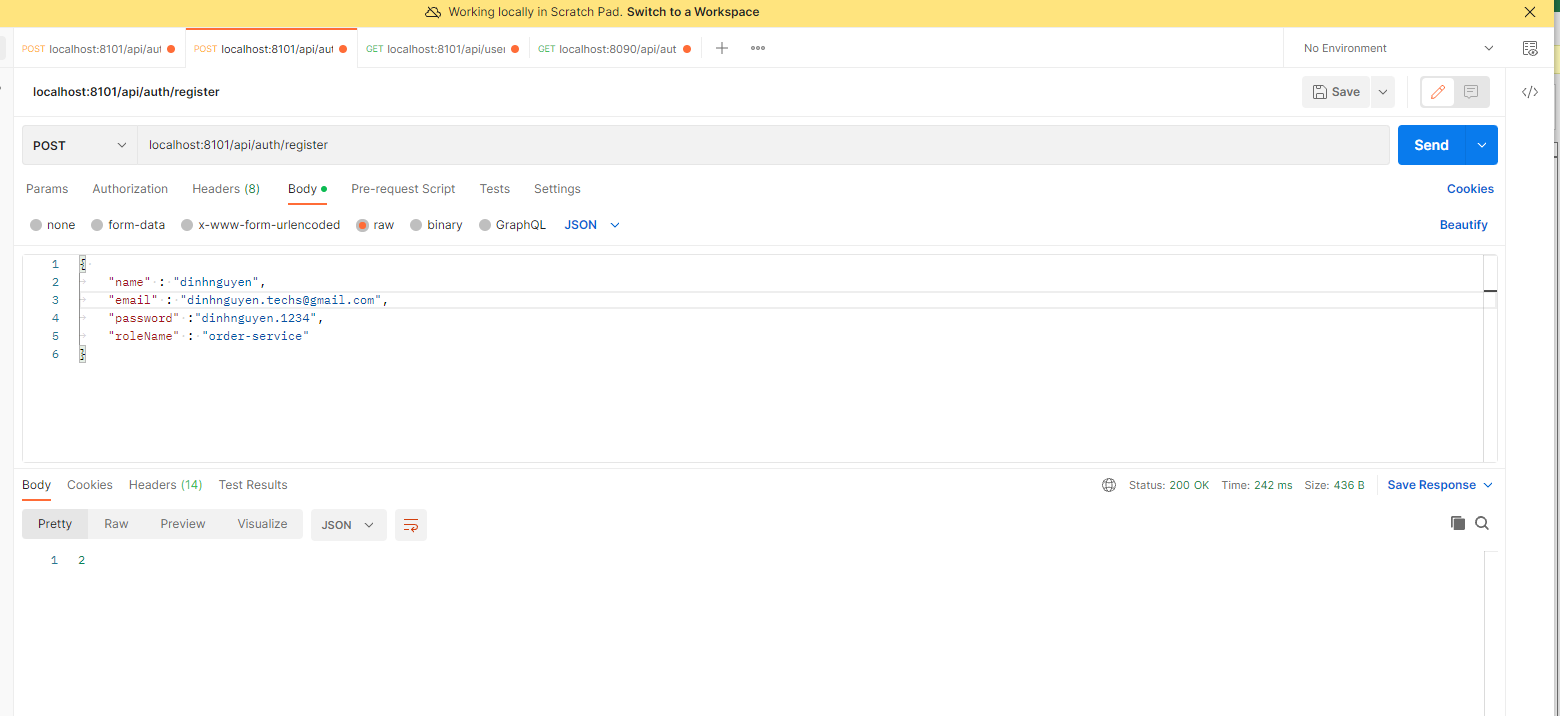 Working locally in Scratch Pad. Switch to a Workspace
POST localhost:8101/api/aut
POST localhost:8101/api/aut
GET localhost:8101/api/user
GET localhost:8090/api/aut
No Environment
localhost:8101/api/auth/register
Save
POST localhost:8101/api/auth/register
Send
Params Authorization Headers (8) Body Pre-request Script Tests Settings Cookies
none form-data x-www-form-urlencoded raw binary GraphQL JSON Beautify
1 {
2 "name" : "dinhnguyen",
3 "email" : "dinhnguyen.techs@gmail.com",
4 "password" :"dinhnguyen.1234",
5 "roleName" : "order-service"
6 }
Body Cookies Headers (14) Test Results Status: 200 OK Time: 242 ms Size: 436 B Save Response
Pretty Raw Preview Visualize JSON
1 2